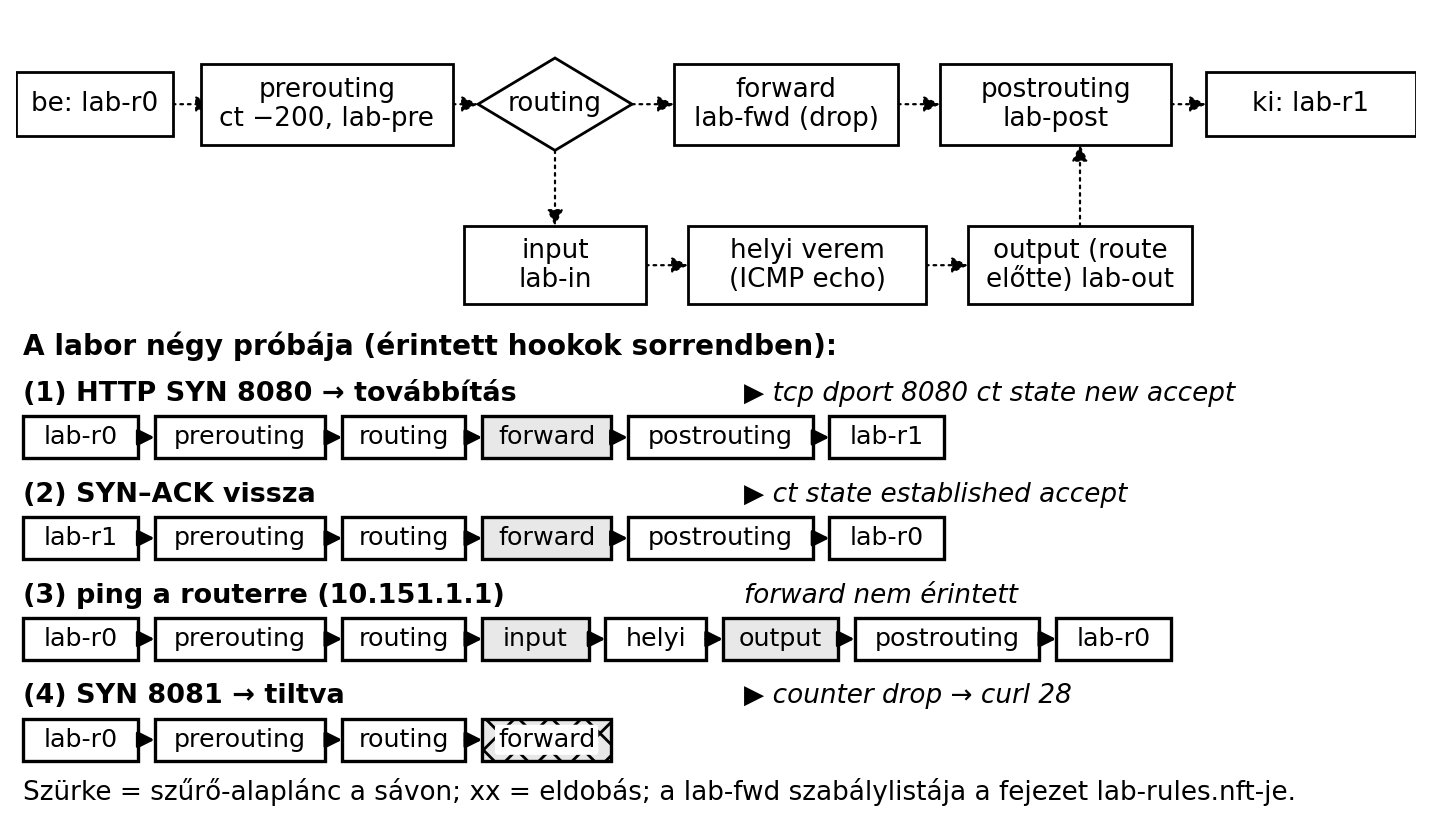 be: lab-r0
prerouting
ct −200, lab-pre
routing
forward
lab-fwd (drop)
postrouting
lab-post
ki: lab-r1
input
lab-in
helyi verem
(ICMP echo)
output (route
előtte) lab-out
A labor négy próbája (érintett hookok sorrendben):
(1) HTTP SYN 8080 → továbbítás
▶ tcp dport 8080 ct state new accept
lab-r0 prerouting routing forward postrouting lab-r1
(2) SYN–ACK vissza
▶ ct state established accept
lab-r1 prerouting routing forward postrouting lab-r0
(3) ping a routerre (10.151.1.1)
forward nem érintett
lab-r0 prerouting routing input helyi output postrouting lab-r0
(4) SYN 8081 → tiltva
▶ counter drop → curl 28
lab-r0 prerouting routing forward
Szürke = szűrő-alaplánc a sávon; xx = eldobás; a lab-fwd szabálylistája a fejezet lab-rules.nft-je.